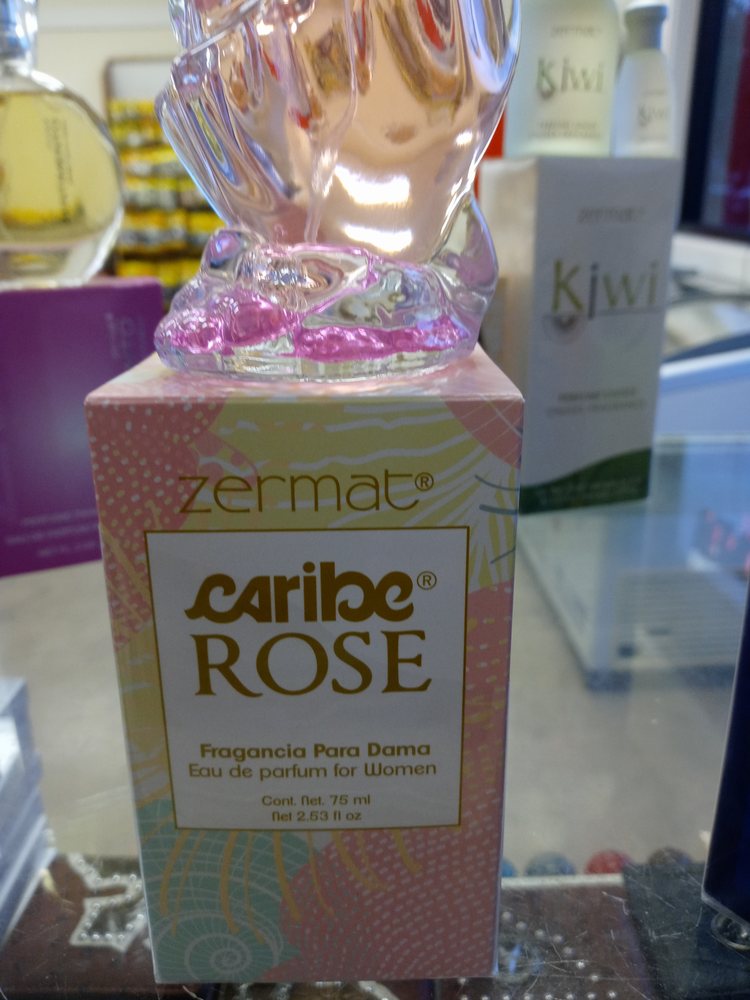 zermat®
caribe®
ROSE
Fragancia Para Dama
Eau de parfum for Women
Cont. Net. 75 ml
Net 2.53 fl oz
Kiwi
Kiwi
zermat
Kiwi